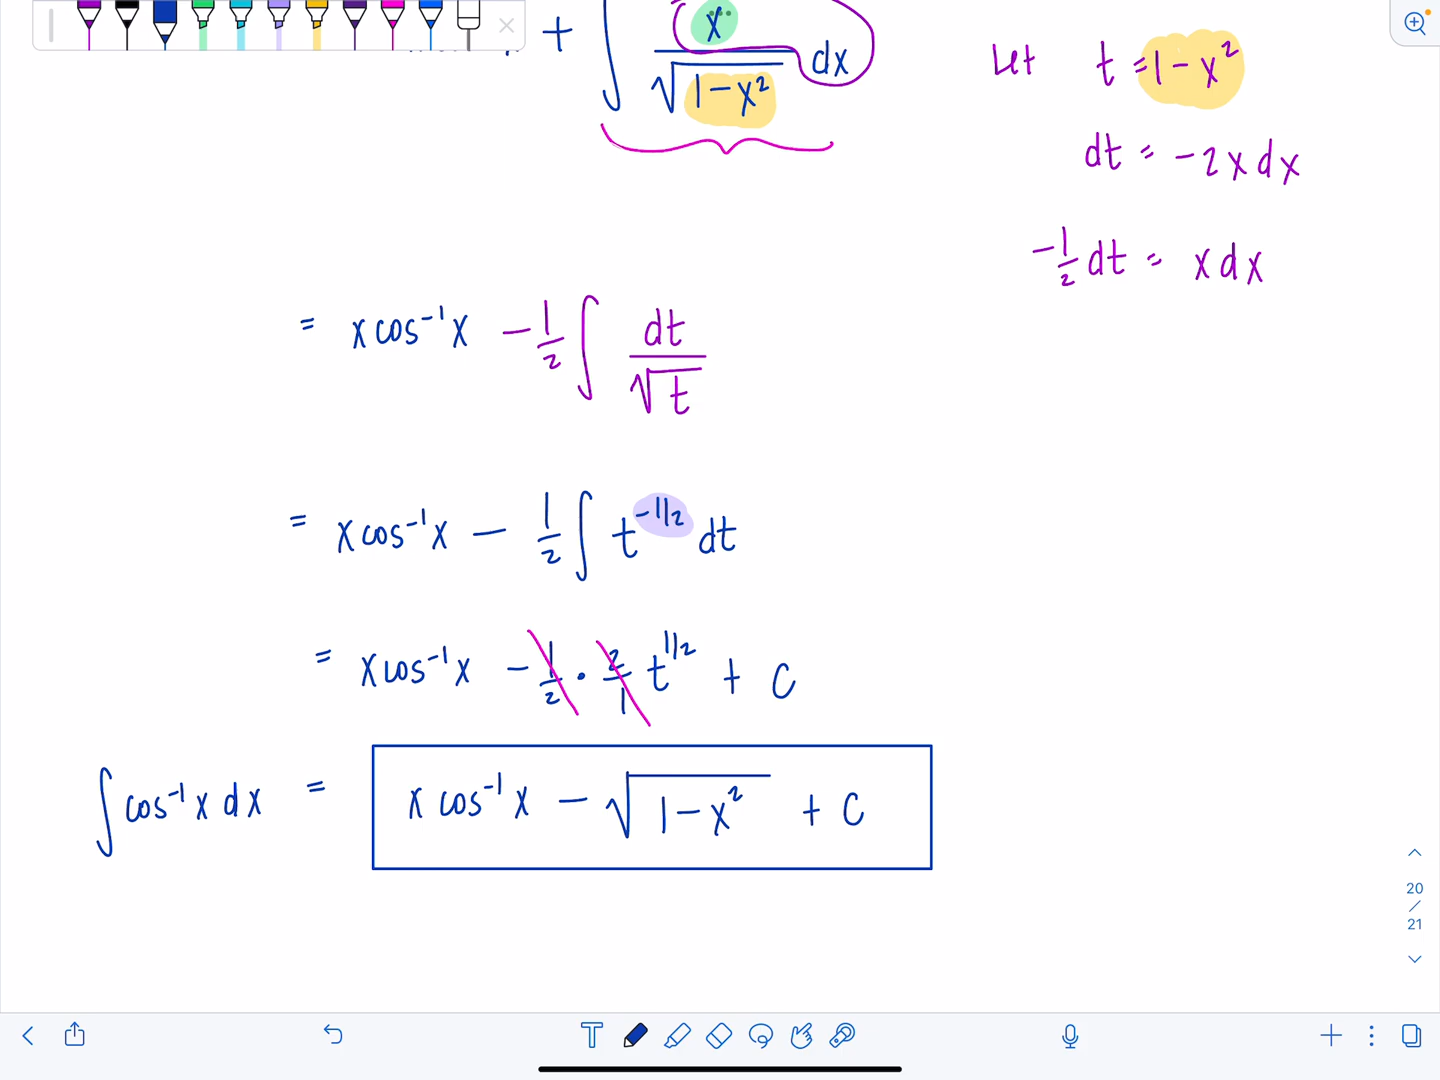 + ∫ x/√(1-x²) dx
Let t = 1-x²
dt = -2x dx
-1/2 dt = x dx
= x cos⁻¹x - 1/2 ∫ dt/√t
= x cos⁻¹x - 1/2 ∫ t^(-1/2) dt
= x cos⁻¹x - 1/2 · 2/1 t^(1/2) + C
∫ cos⁻¹x dx = x cos⁻¹x - √(1-x²) + C
20
/
21
T